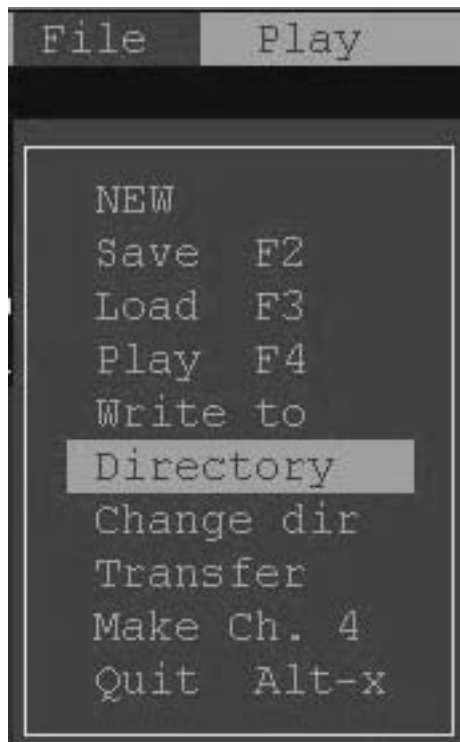 File Play
NEW
Save F2
Load F3
Play F4
Write to
Directory
Change dir
Transfer
Make Ch. 4
Quit Alt-x